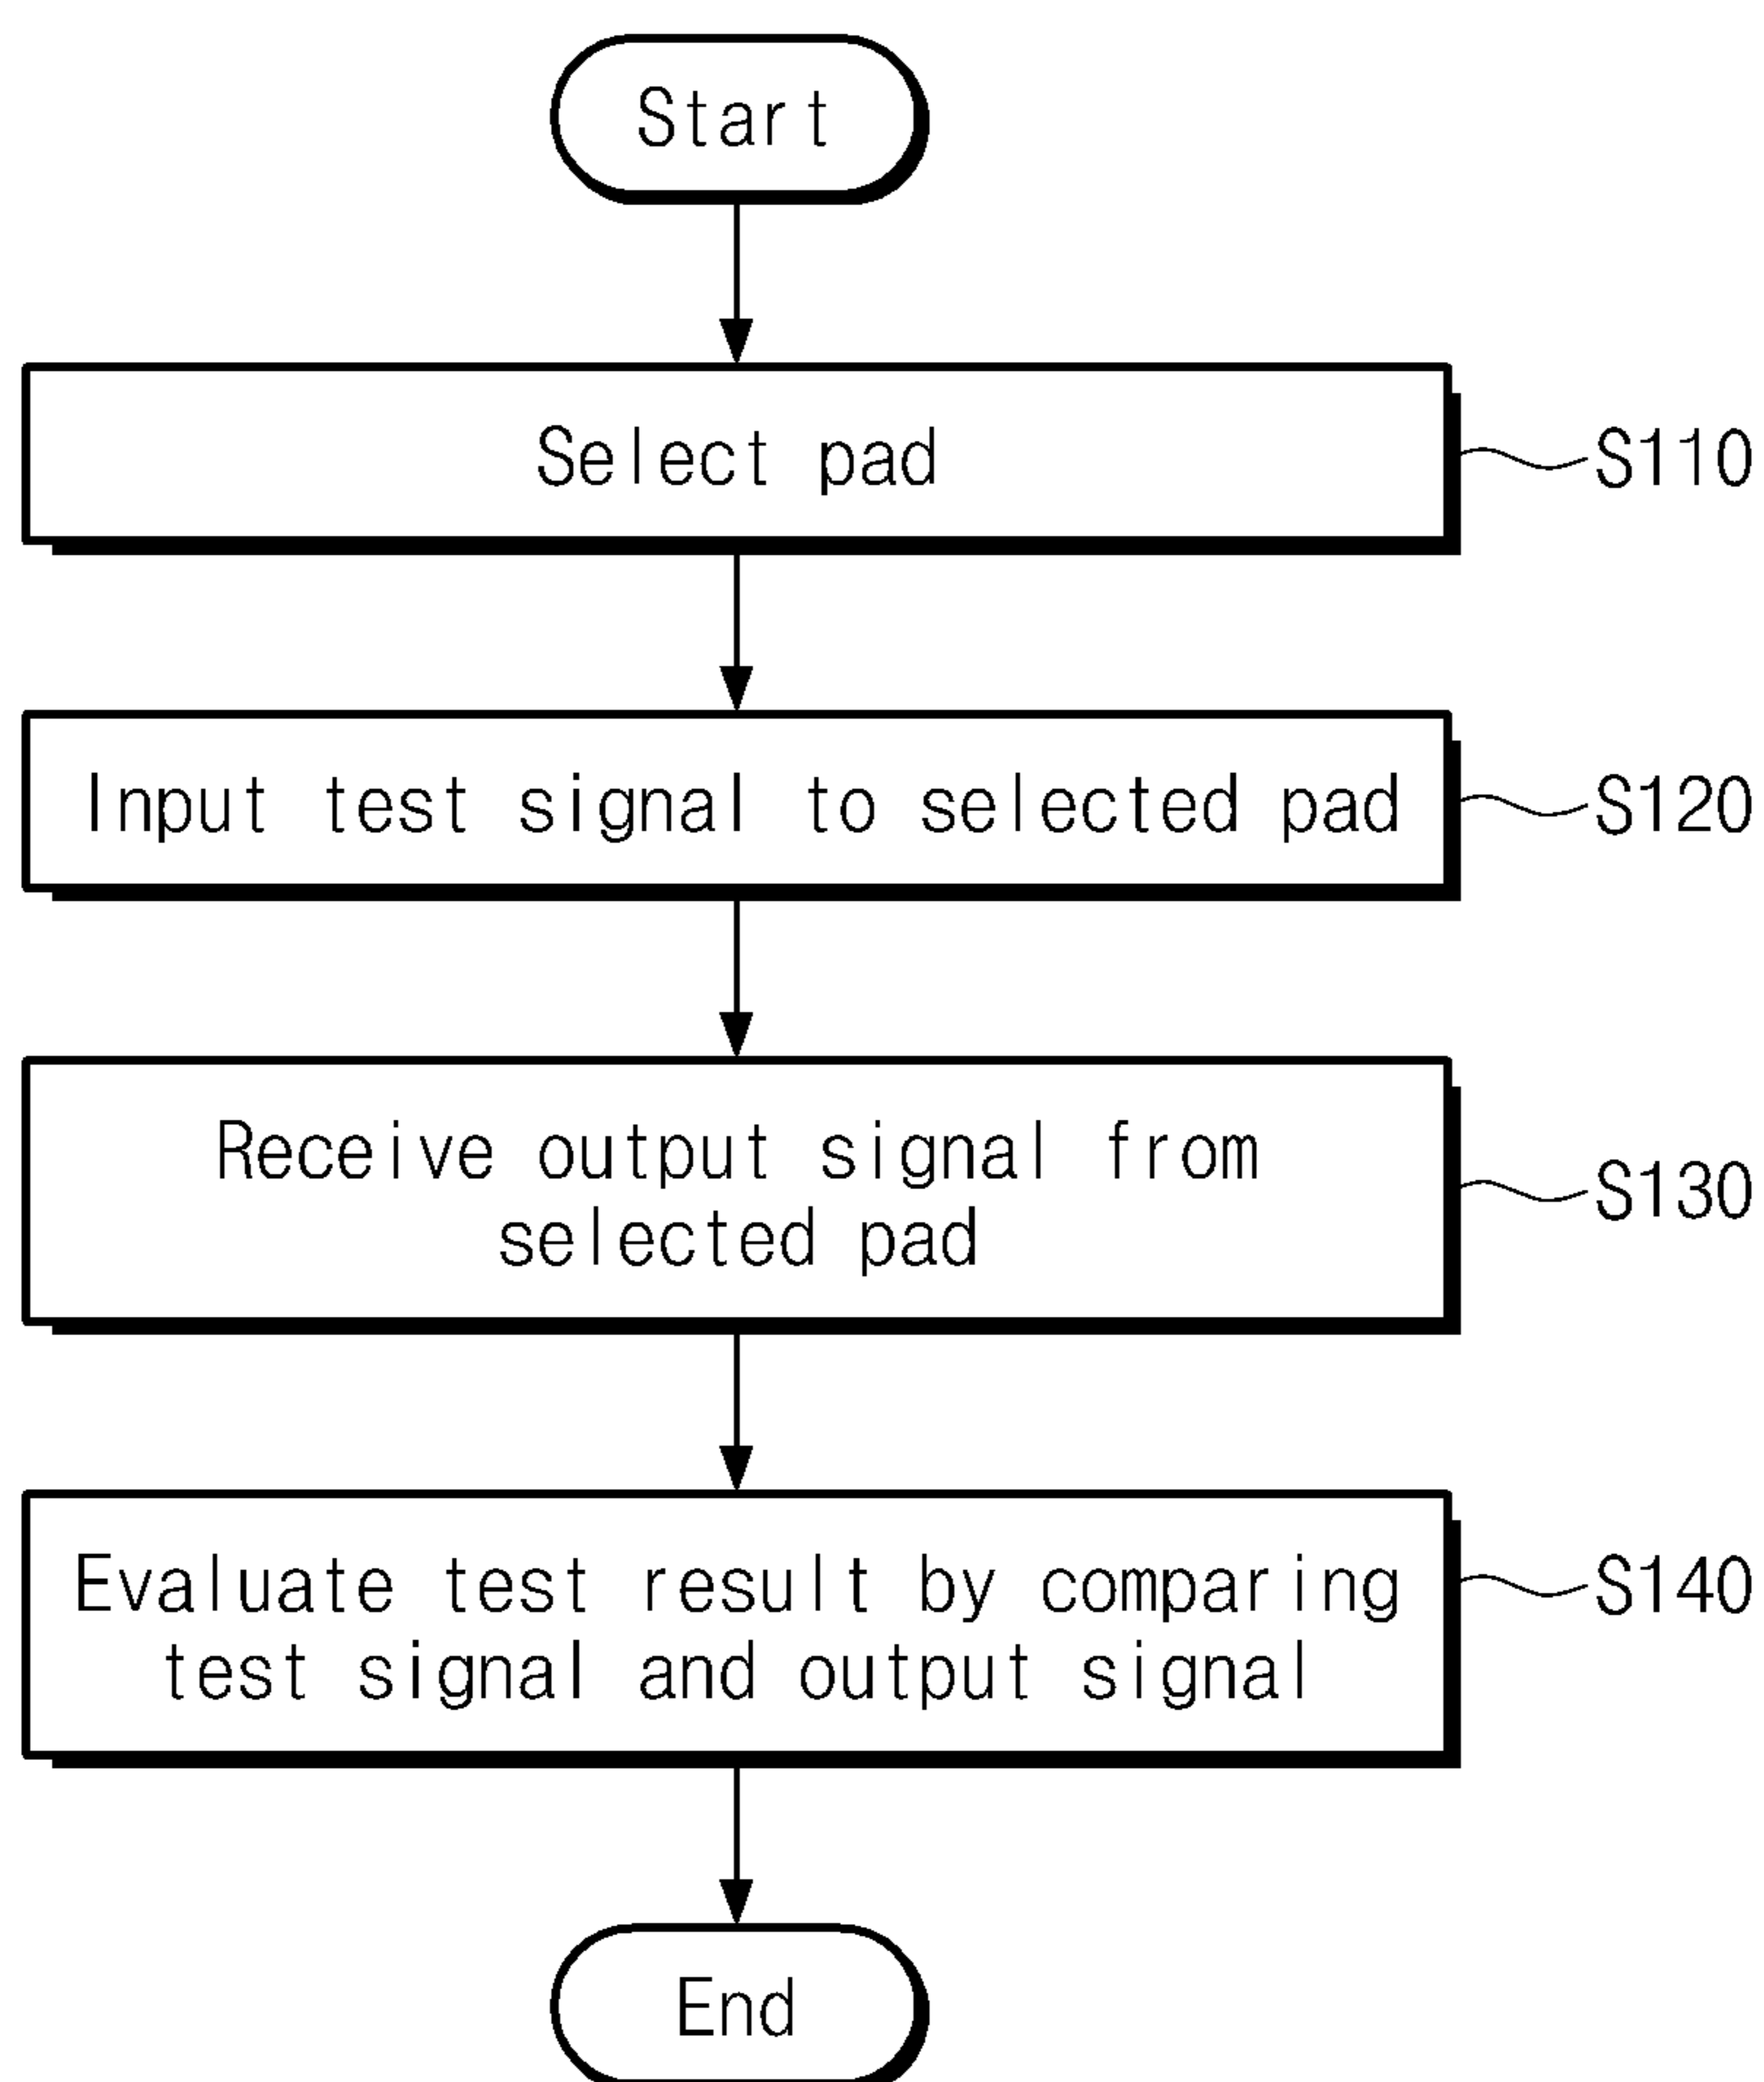 Start
Select pad
S110
Input test signal to selected pad
S120
Receive output signal from
selected pad
S130
Evaluate test result by comparing
test signal and output signal
S140
End